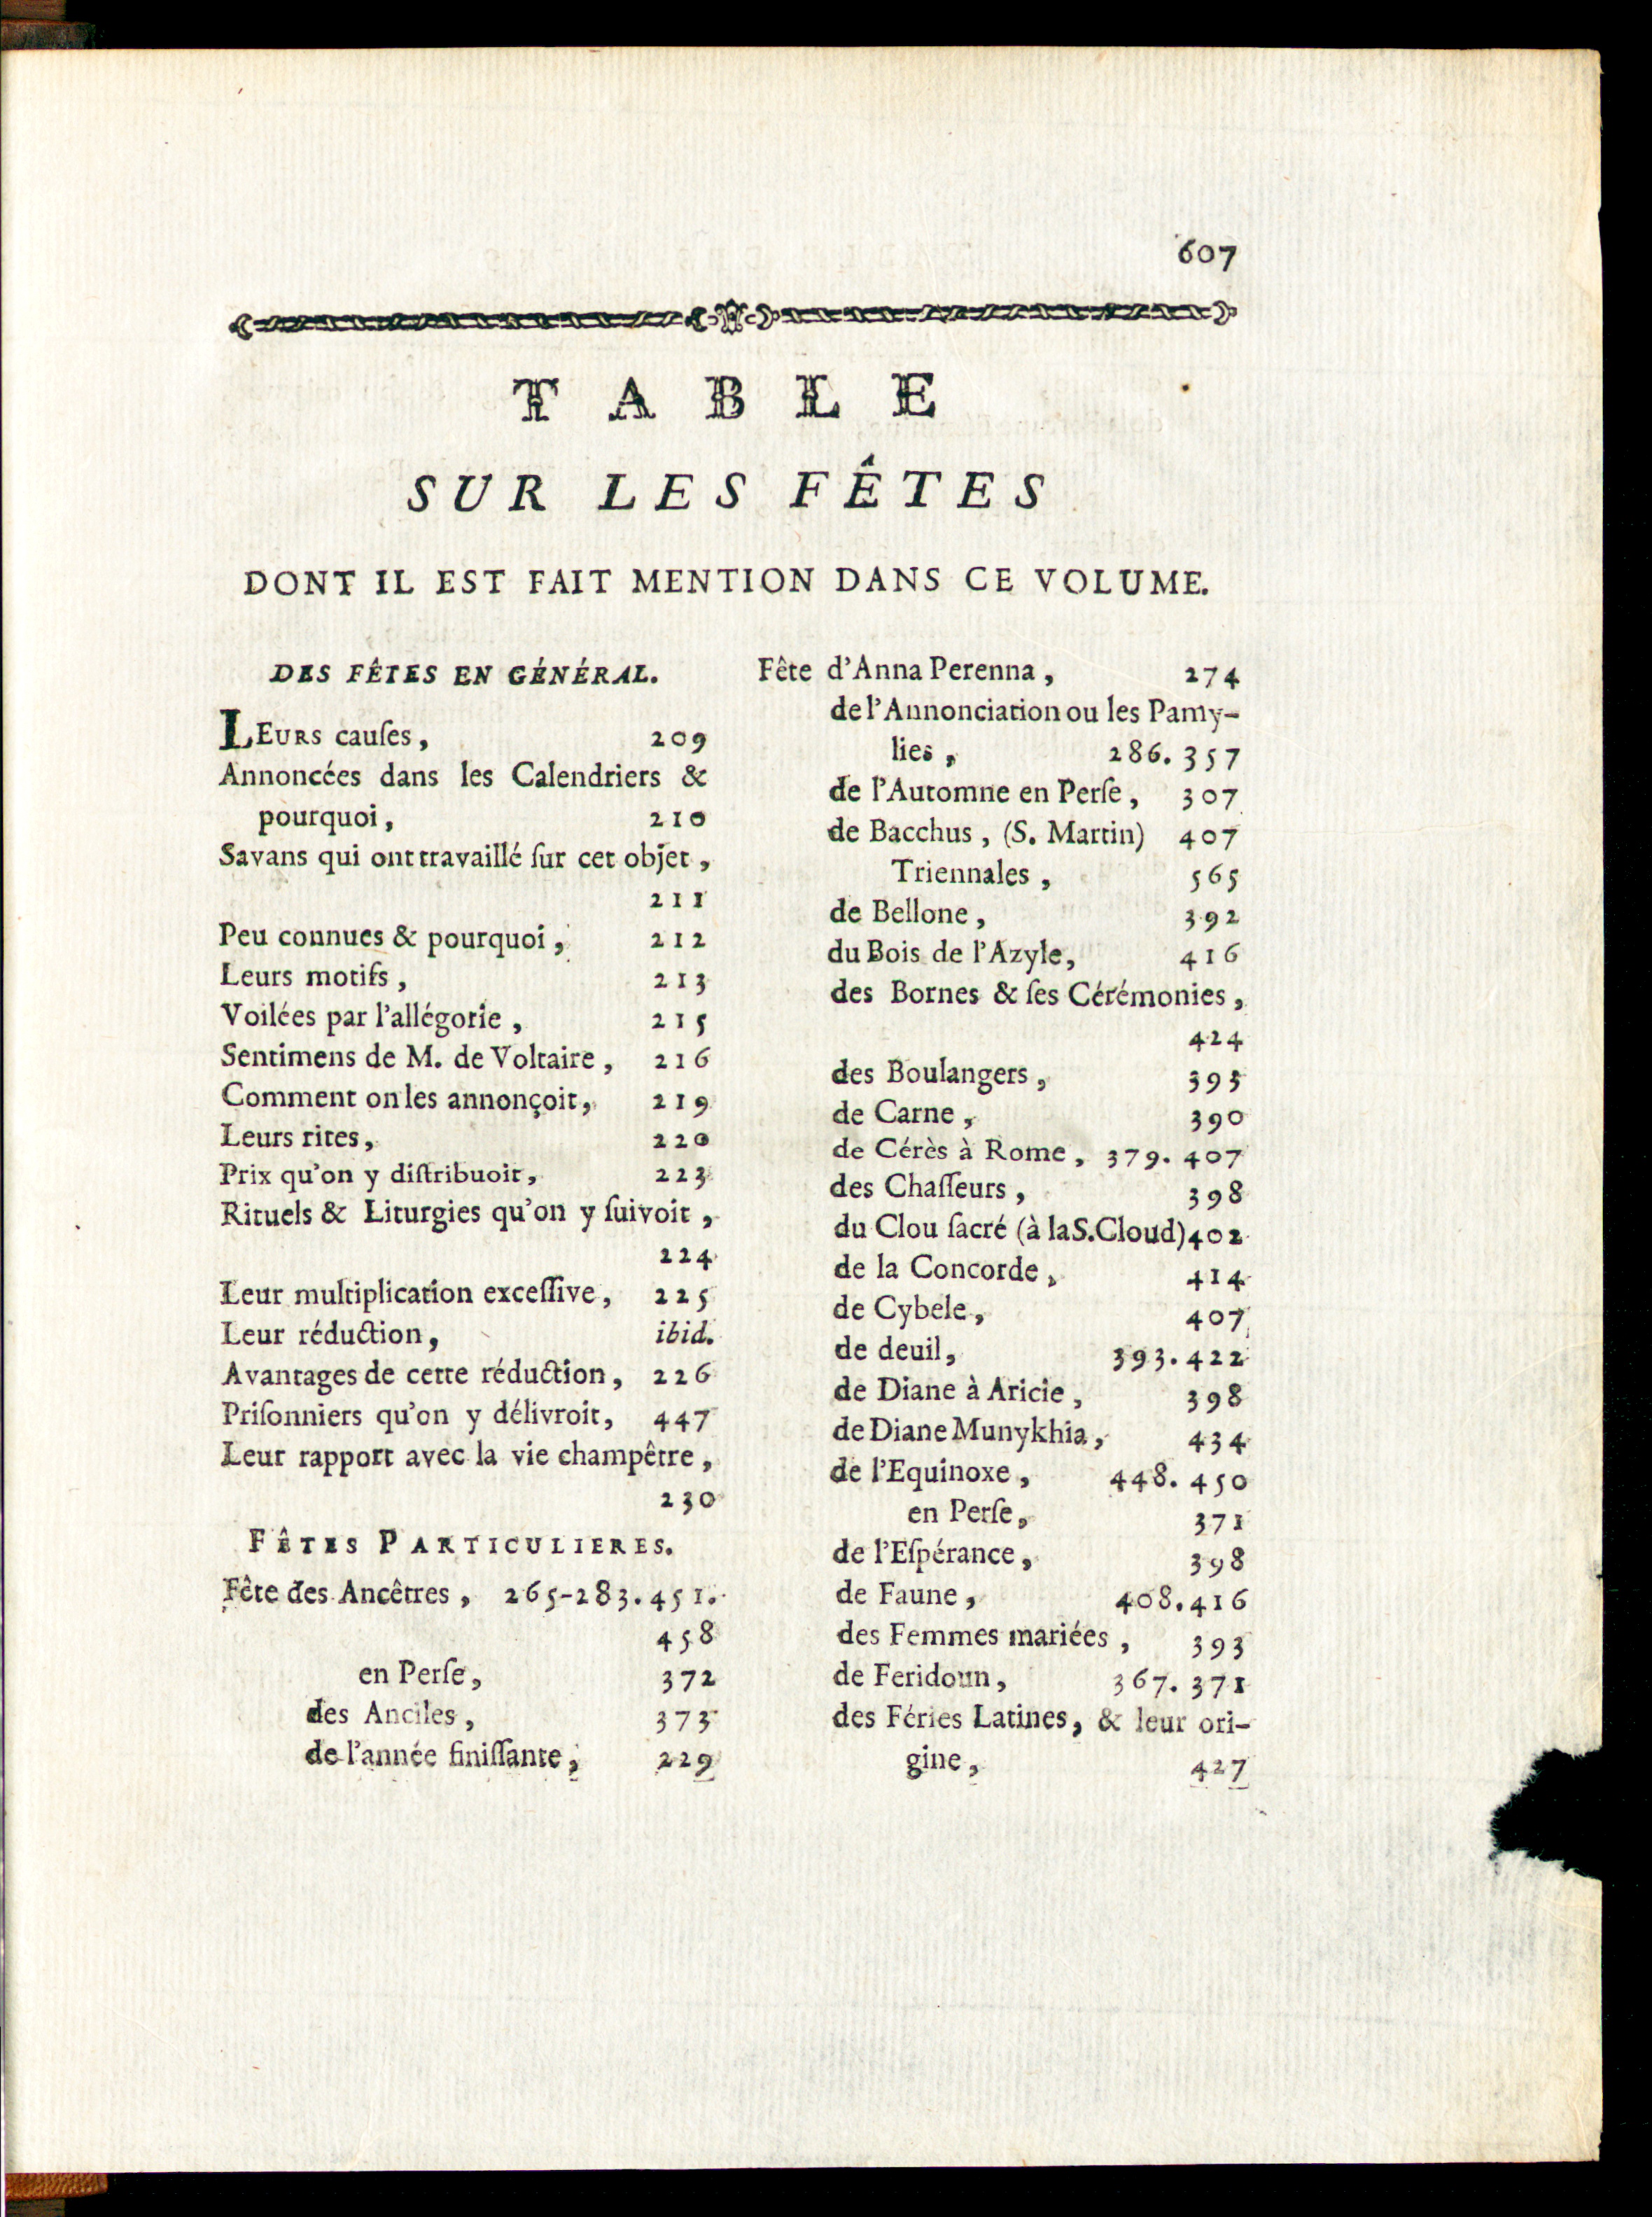 607
TABLE
SUR LES FÊTES
DONT IL EST FAIT MENTION DANS CE VOLUME.
DES FÊTES EN GÉNÉRAL.
LEURS cauſes, 209
Annoncées dans les Calendriers &
pourquoi, 210
Savans qui ont travaillé ſur cet objet,
211
Peu connues & pourquoi, 212
Leurs motifs, 213
Voilées par l'allégorie, 215
Sentimens de M. de Voltaire, 216
Comment on les annonçoit, 219
Leurs rites, 220
Prix qu'on y diſtribuoit, 223
Rituels & Liturgies qu'on y ſuivoit,
224
Leur multiplication exceſſive, 225
Leur réduction, ibid.
Avantages de cette réduction, 226
Priſonniers qu'on y délivroit, 447
Leur rapport avec la vie champêtre,
230
FÊTES PARTICULIERES.
Fête des Ancêtres, 265-283. 451.
458
en Perſe, 372
des Anciles, 373
de l'année finiſſante, 229
Fête d'Anna Perenna, 274
de l'Annonciation ou les Pamy-
lies, 286. 357
de l'Automne en Perſe, 307
de Bacchus, (S. Martin) 407
Triennales, 565
de Bellone, 392
du Bois de l'Azyle, 416
des Bornes & ſes Cérémonies,
424
des Boulangers, 395
de Carne, 390
de Cérès à Rome, 379. 407
des Chaſſeurs, 398
du Clou ſacré (à la S. Cloud) 402
de la Concorde, 414
de Cybele, 407
de deuil, 393. 422
de Diane à Aricie, 398
de Diane Munykhia, 434
de l'Equinoxe, 448. 450
en Perſe, 371
de l'Eſpérance, 398
de Faune, 408. 416
des Femmes mariées, 393
de Feridoun, 367. 371
des Féries Latines, & leur ori-
gine, 427